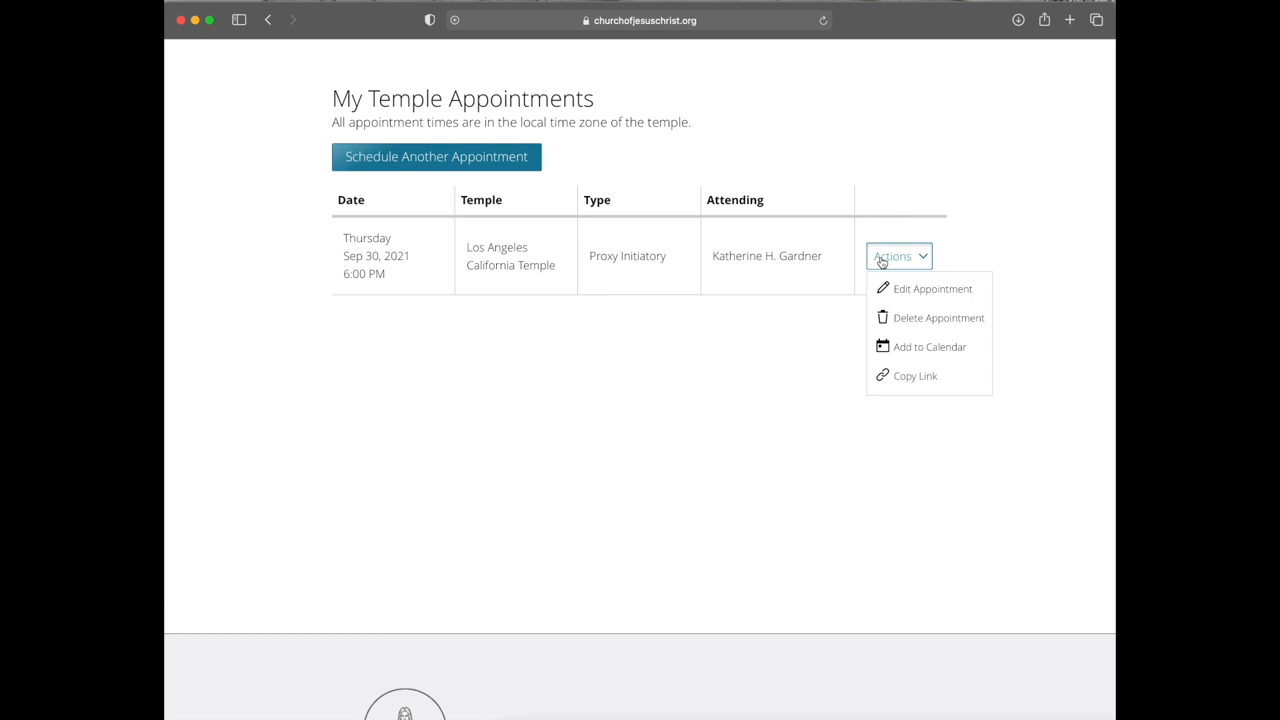 churchofjesuschrist.org
My Temple Appointments
All appointment times are in the local time zone of the temple.
Schedule Another Appointment
Date Temple Type Attending
Thursday
Sep 30, 2021
6:00 PM
Los Angeles
California Temple
Proxy Initiatory
Katherine H. Gardner
Actions
Edit Appointment
Delete Appointment
Add to Calendar
Copy Link